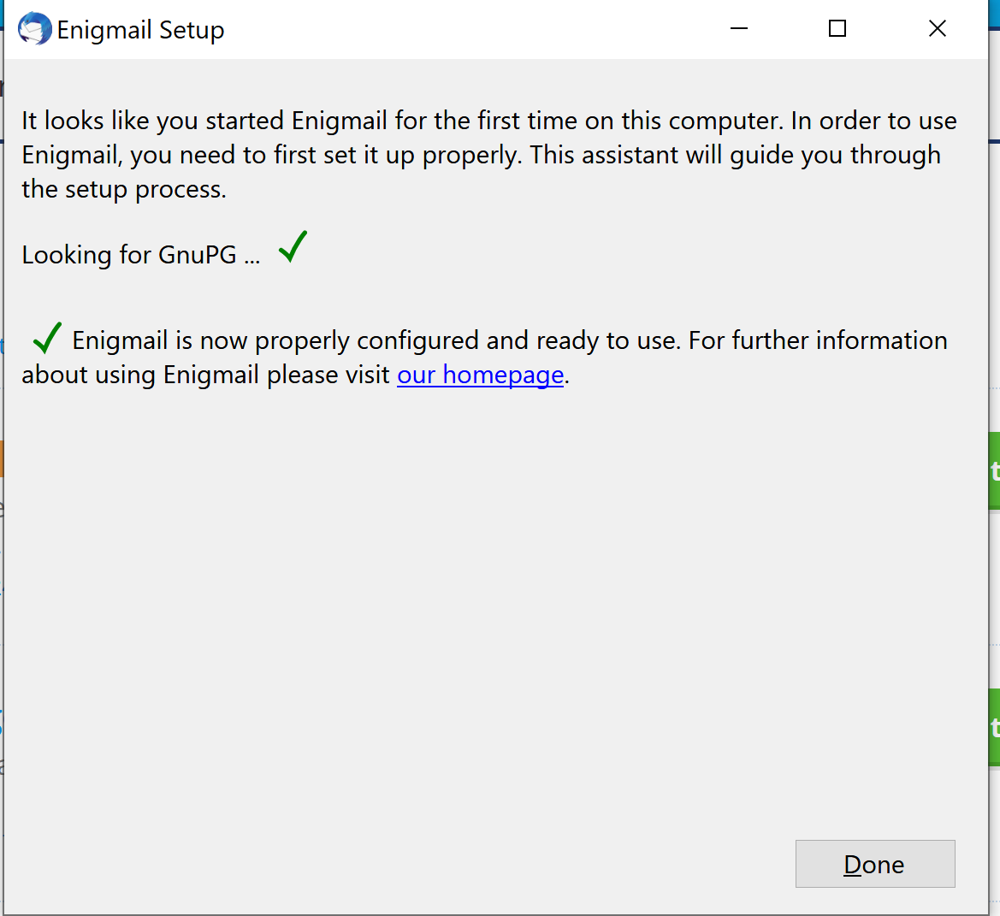 Enigmail Setup
It looks like you started Enigmail for the first time on this computer. In order to use
Enigmail, you need to first set it up properly. This assistant will guide you through
the setup process.
Looking for GnuPG ...
Enigmail is now properly configured and ready to use. For further information
about using Enigmail please visit our homepage.
Done